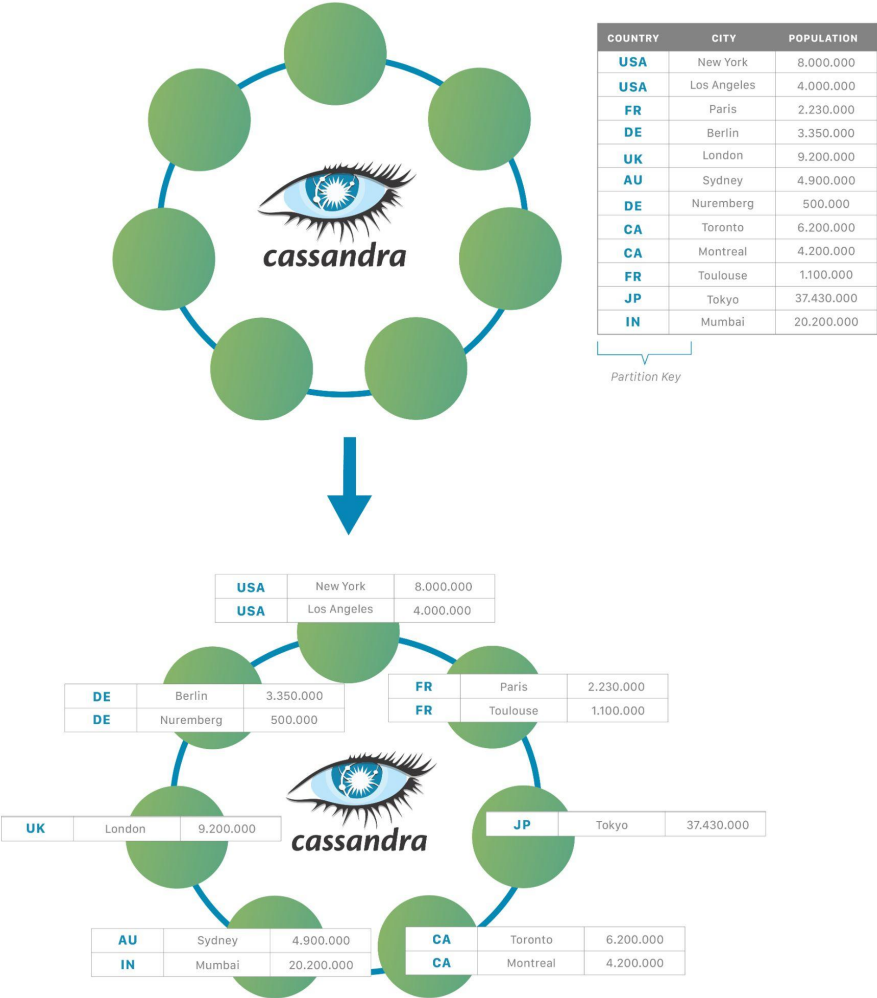 COUNTRY CITY POPULATION
USA New York 8.000.000
USA Los Angeles 4.000.000
FR Paris 2.230.000
DE Berlin 3.350.000
UK London 9.200.000
AU Sydney 4.900.000
DE Nuremberg 500.000
CA Toronto 6.200.000
CA Montreal 4.200.000
FR Toulouse 1.100.000
JP Tokyo 37.430.000
IN Mumbai 20.200.000
Partition Key
cassandra
USA New York 8.000.000
USA Los Angeles 4.000.000
DE Berlin 3.350.000
DE Nuremberg 500.000
FR Paris 2.230.000
FR Toulouse 1.100.000
cassandra
UK London 9.200.000
JP Tokyo 37.430.000
AU Sydney 4.900.000
IN Mumbai 20.200.000
CA Toronto 6.200.000
CA Montreal 4.200.000